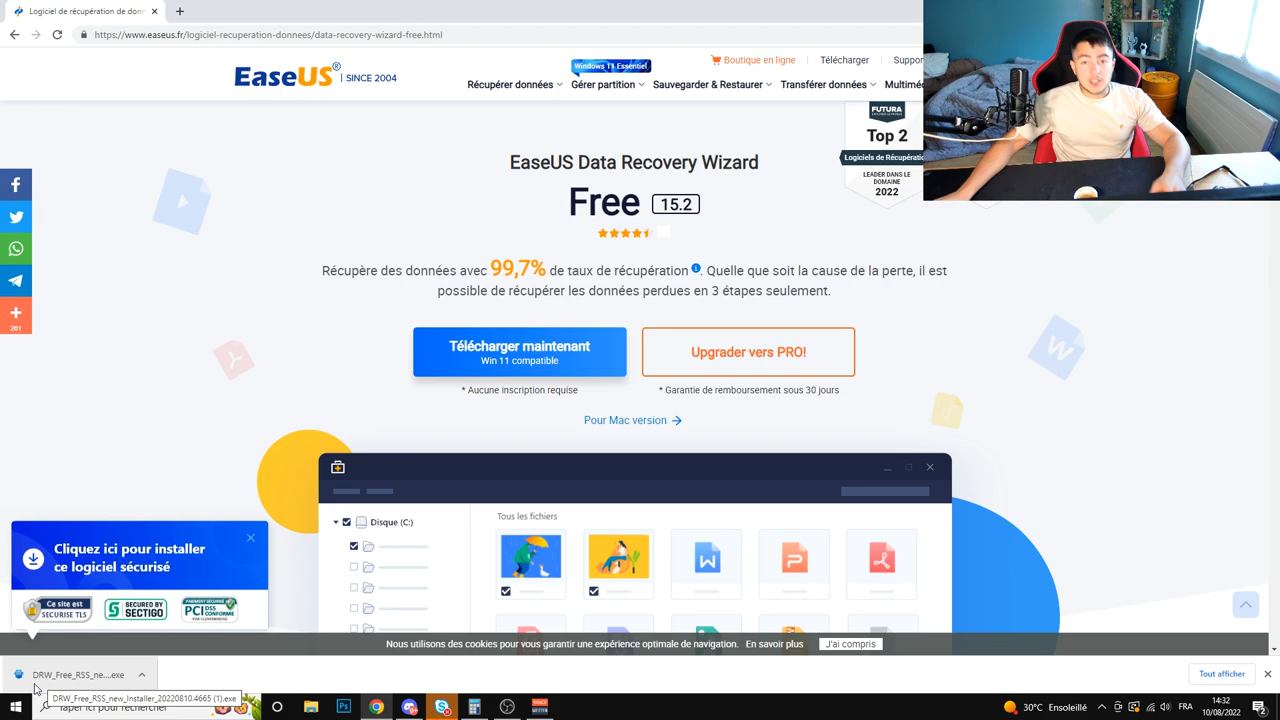 Logiciel de récupération de donn
https://www.easeus.fr/logiciel-recuperation-donnees/data-recovery-wizard-free.html
EaseUS® | SINCE 2004
Windows 11 Essentiel
Boutique en ligne
Télécharger
Suppor
Récupérer données
Gérer partition
Sauvegarder & Restaurer
Transférer données
Multiméd
FUTURA
Top 2
Logiciels de Récupératio
LEADER DANS LE
DOMAINE
2022
EaseUS Data Recovery Wizard
Free 15.2
Récupère des données avec 99,7% de taux de récupération. Quelle que soit la cause de la perte, il est
possible de récupérer les données perdues en 3 étapes seulement.
Télécharger maintenant
Win 11 compatible
Upgrader vers PRO!
* Aucune inscription requise
* Garantie de remboursement sous 30 jours
Pour Mac version
261
Disque (C:)
Tous les fichiers
W
P
Cliquez ici pour installer
ce logiciel sécurisé
Ce site est
SECURISE TLS
SECURED BY
SECTIGO
PAIEMENT SÉCURISÉ
PCI DSS
CONFORME
Nous utilisons des cookies pour vous garantir une expérience optimale de navigation. En savoir plus
J'ai compris
DRW_Free_RSS_ne....exe
Tout afficher
DRW_Free_RSS_new_Installer_20220810.4665 (1).exe
Taper ici pour rechercher
Ps
30°C Ensoleillé
FRA
14:32
10/08/2022
2